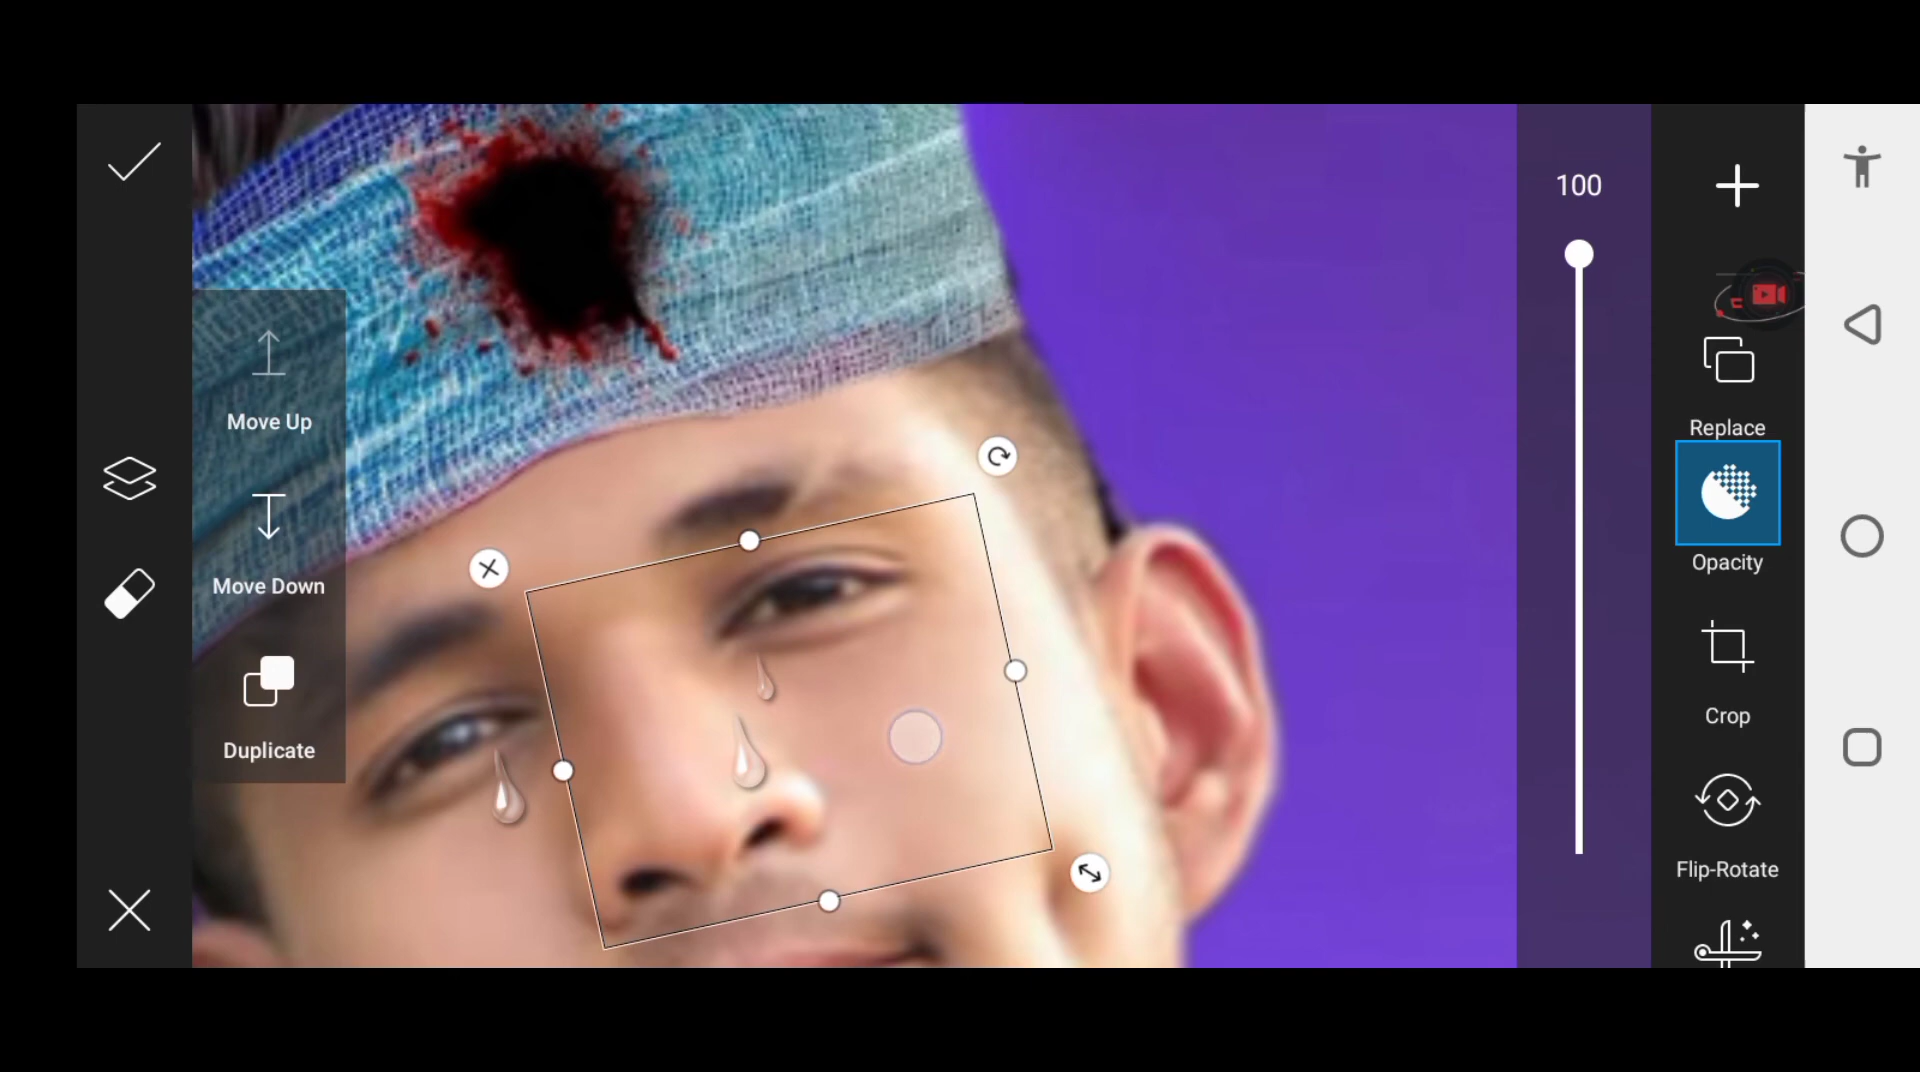 100
Move Up
Replace
Move Down
Opacity
Crop
Duplicate
Flip-Rotate